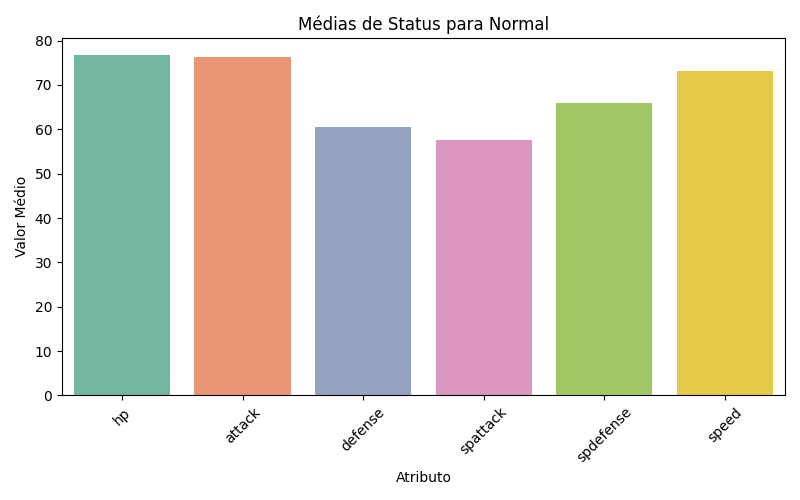 Médias de Status para Normal
Valor Médio
80
70
60
50
40
30
20
10
0
hp
attack
defense
spattack
spdefense
speed
Atributo